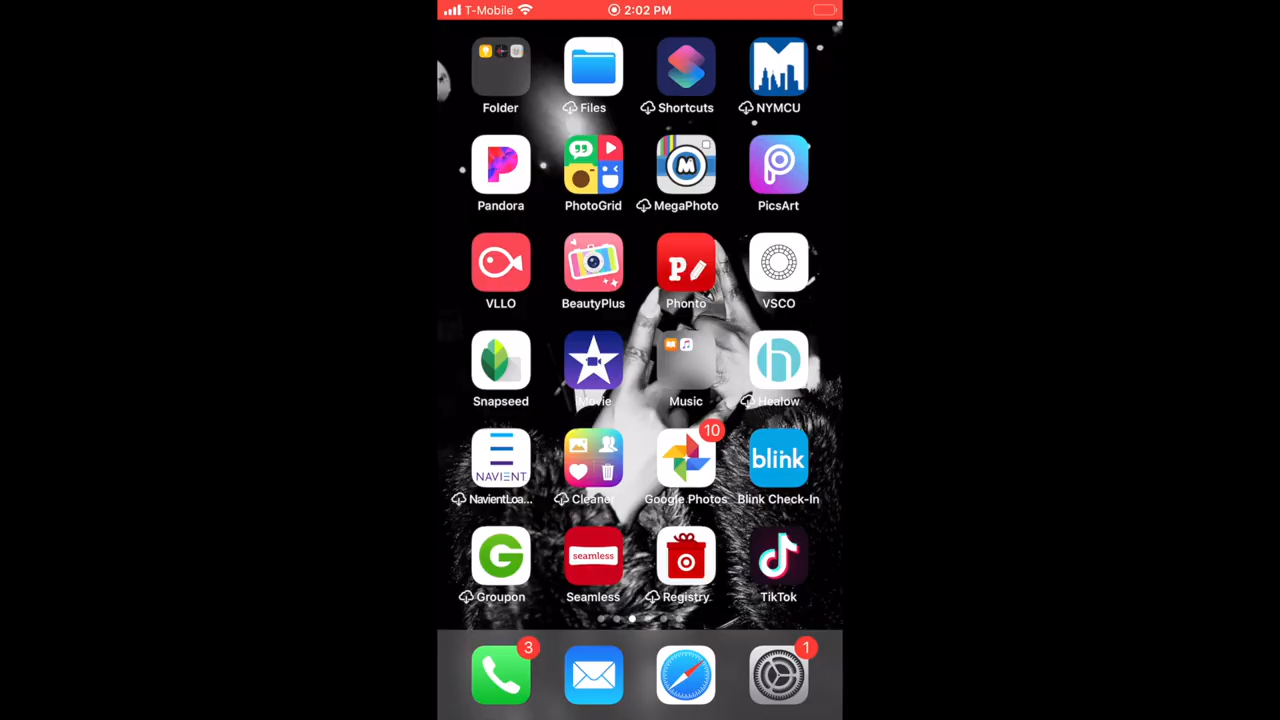 T-Mobile 2:02 PM
Folder Files Shortcuts NYMCU
Pandora PhotoGrid MegaPhoto PicsArt
VLLO BeautyPlus Phonto VSCO
Snapseed iMovie Music Healow
NAVIENT
10
blink
NavientLoa... Cleaner Google Photos Blink Check-In
seamless
Groupon Seamless Registry TikTok
3 1